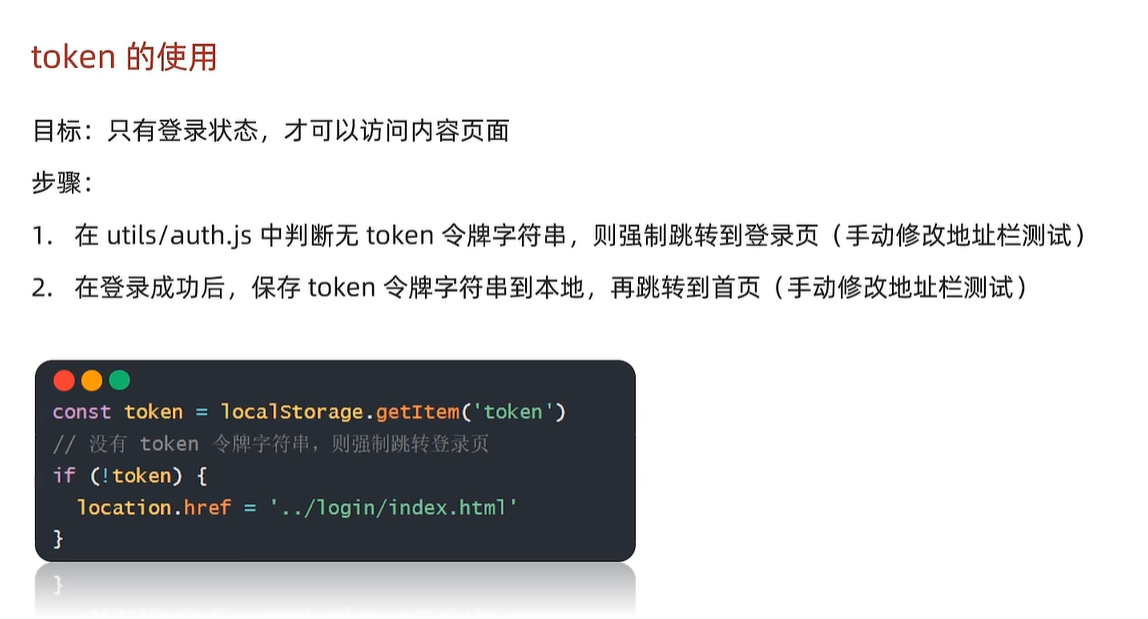 token 的使用
目标：只有登录状态，才可以访问内容页面
步骤：
1. 在 utils/auth.js 中判断无 token 令牌字符串，则强制跳转到登录页（手动修改地址栏测试）
2. 在登录成功后，保存 token 令牌字符串到本地，再跳转到首页（手动修改地址栏测试）
const token = localStorage.getItem('token')
// 没有 token 令牌字符串，则强制跳转登录页
if (!token) {
  location.href = '../login/index.html'
}